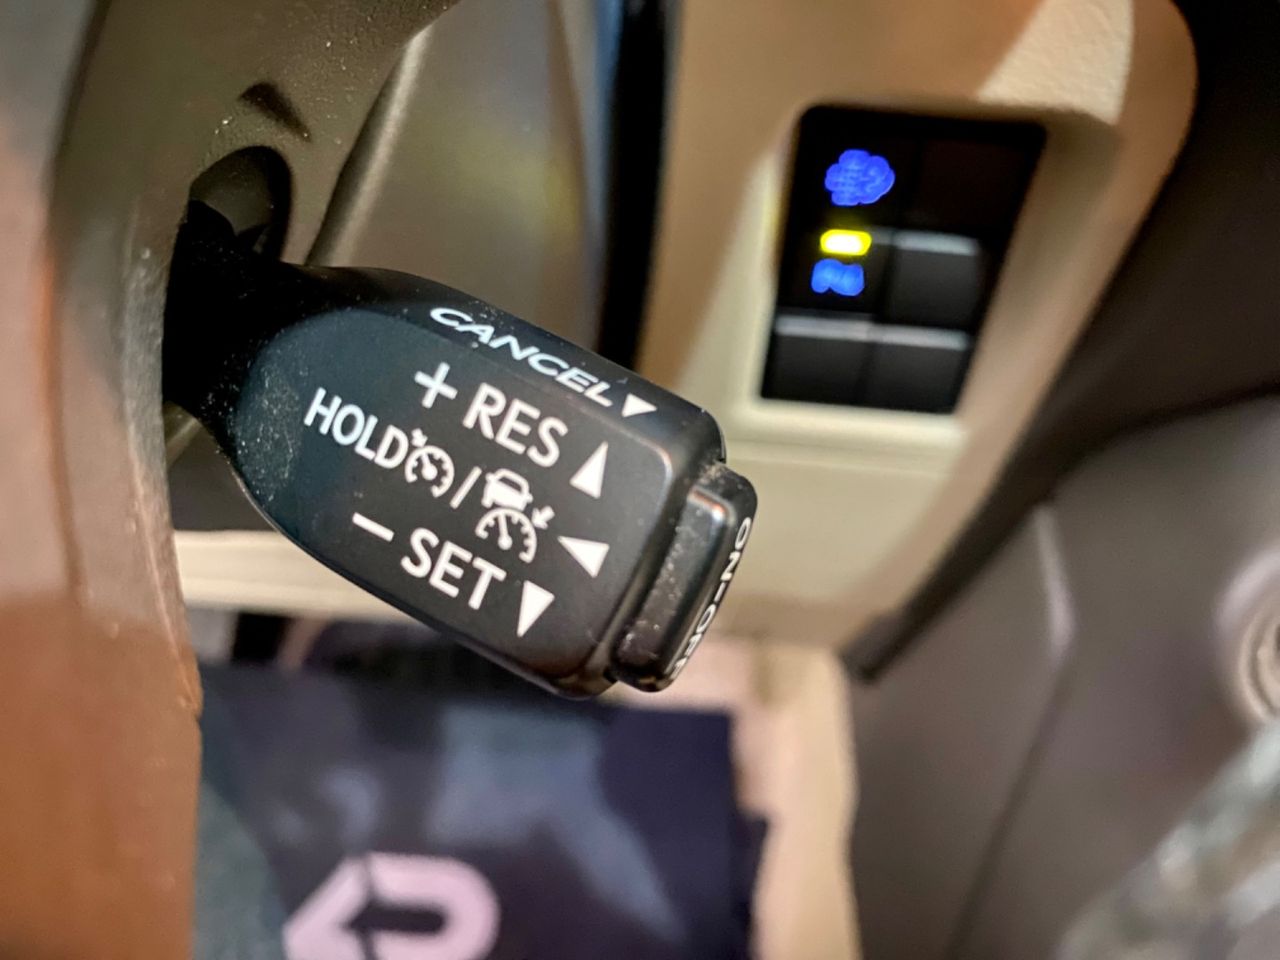 CANCEL
+ RES
HOLD /
− SET
ON-OFF